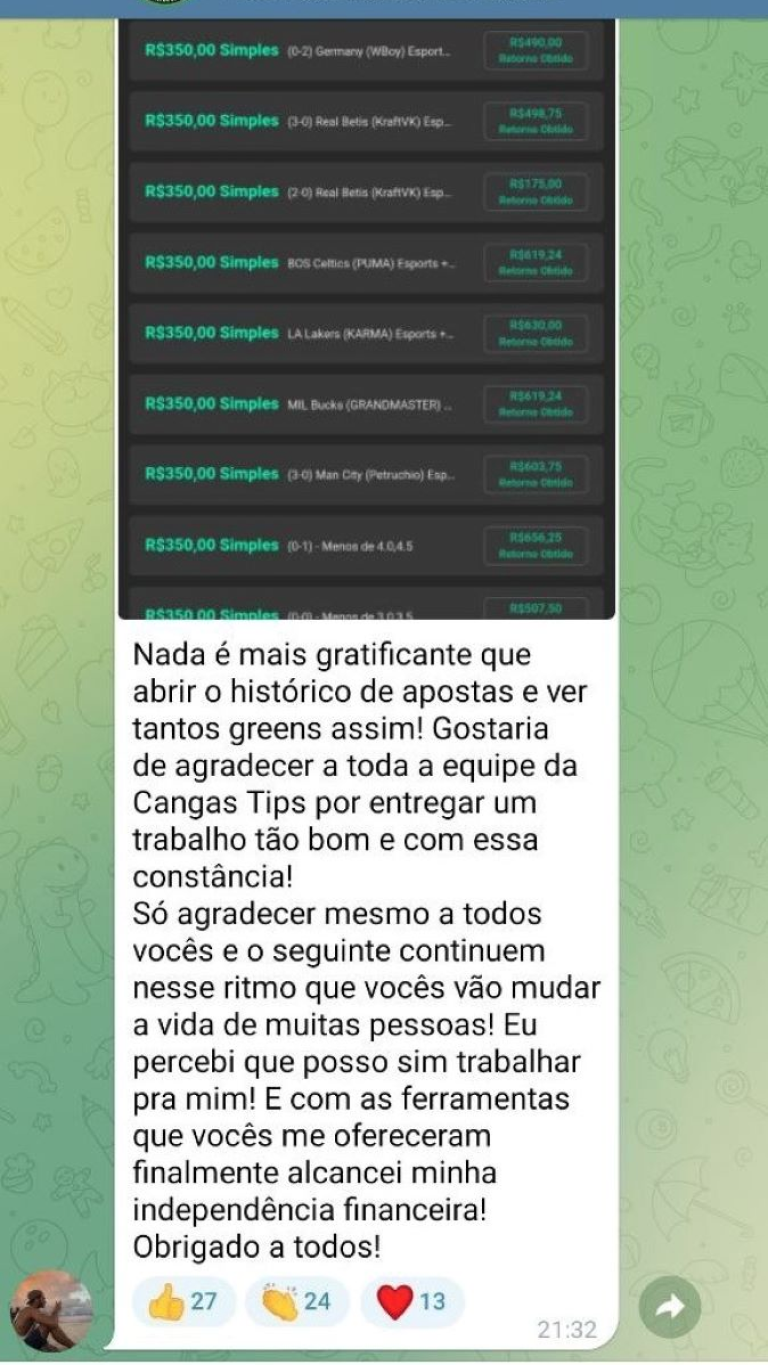 R$350,00 Simples (0-2) Germany (WBoy) Esport... R$490,00
Retorno Obtido
R$350,00 Simples (3-0) Real Betis (KraftVK) Esp... R$498,75
Retorno Obtido
R$350,00 Simples (2-0) Real Betis (KraftVK) Esp... R$175,00
Retorno Obtido
R$350,00 Simples BOS Celtics (PUMA) Esports +... R$619,24
Retorno Obtido
R$350,00 Simples LA Lakers (KARMA) Esports +... R$630,00
Retorno Obtido
R$350,00 Simples MIL Bucks (GRANDMASTER) ... R$619,24
Retorno Obtido
R$350,00 Simples (3-0) Man City (Petruchio) Esp... R$603,75
Retorno Obtido
R$350,00 Simples (0-1) - Menos de 4.0,4.5 R$656,25
Retorno Obtido
R$350,00 Simples (0-0) - Menos de 3.0,3.5 R$507,50
Nada é mais gratificante que
abrir o histórico de apostas e ver
tantos greens assim! Gostaria
de agradecer a toda a equipe da
Cangas Tips por entregar um
trabalho tão bom e com essa
constância!
Só agradecer mesmo a todos
vocês e o seguinte continuem
nesse ritmo que vocês vão mudar
a vida de muitas pessoas! Eu
percebi que posso sim trabalhar
pra mim! E com as ferramentas
que vocês me ofereceram
finalmente alcancei minha
independência financeira!
Obrigado a todos!
27 24 13
21:32